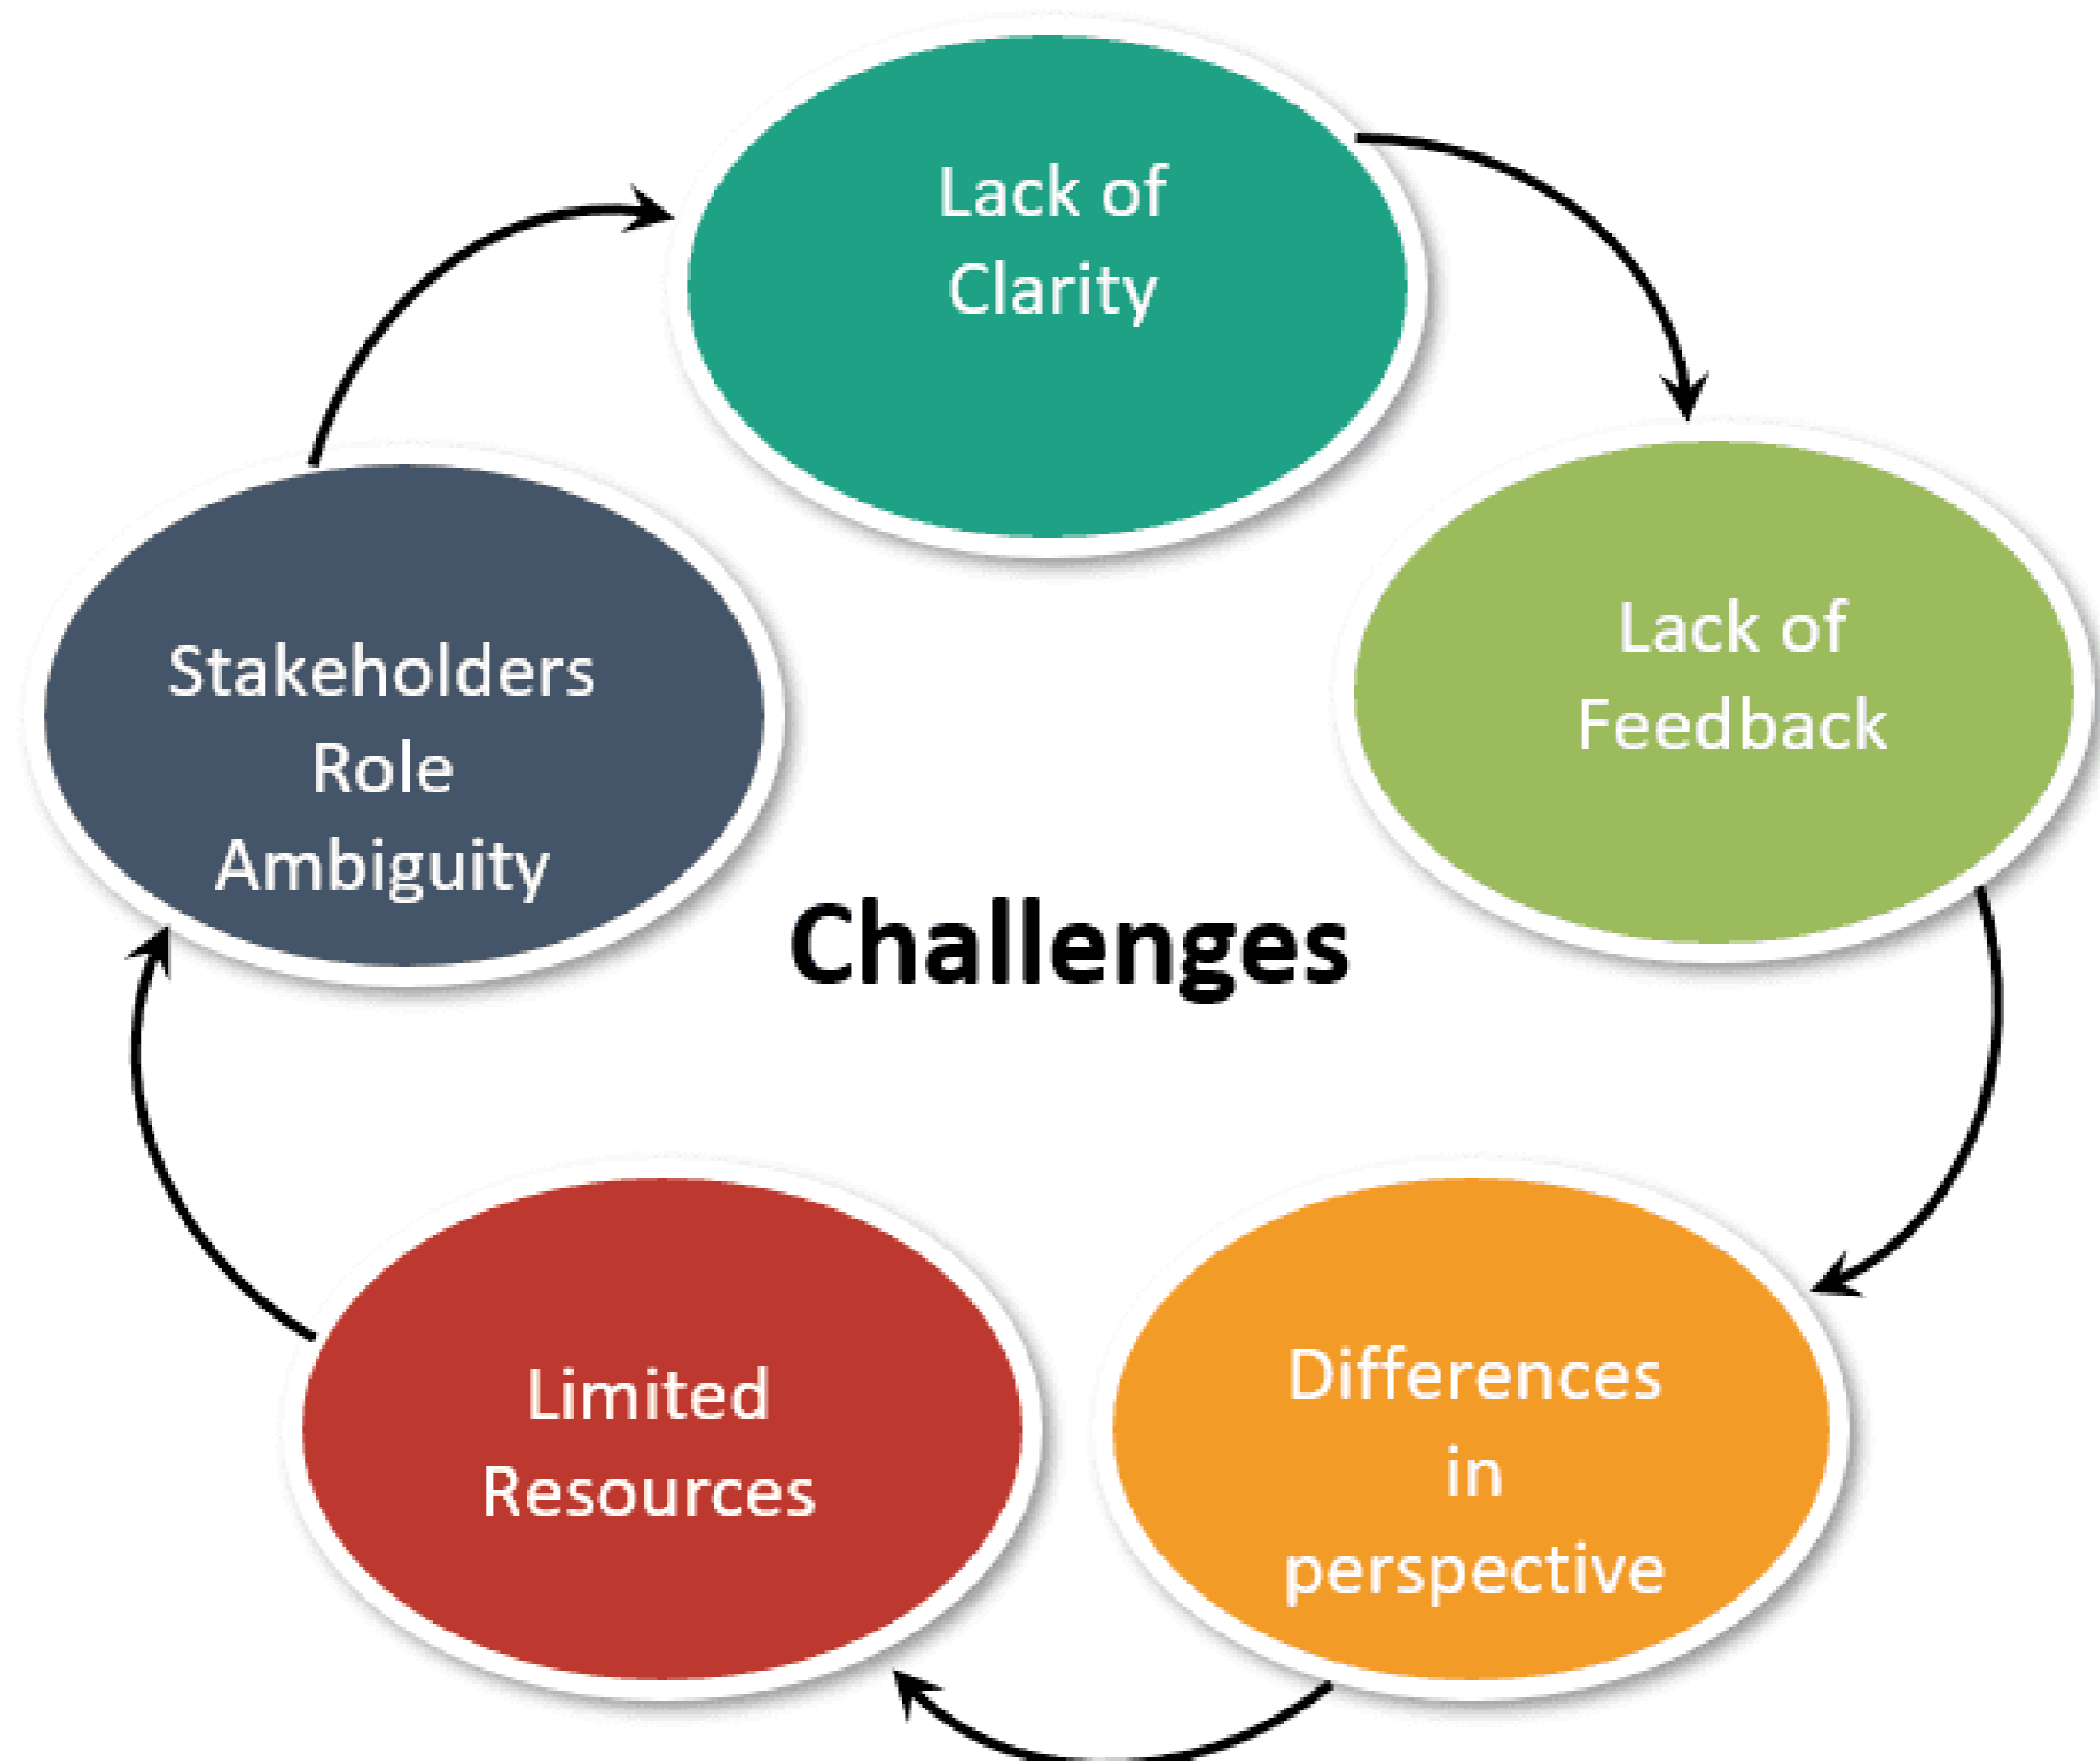 Lack of
Clarity
Lack of
Feedback
Stakeholders
Role
Ambiguity
Challenges
Differences
in
perspective
Limited
Resources